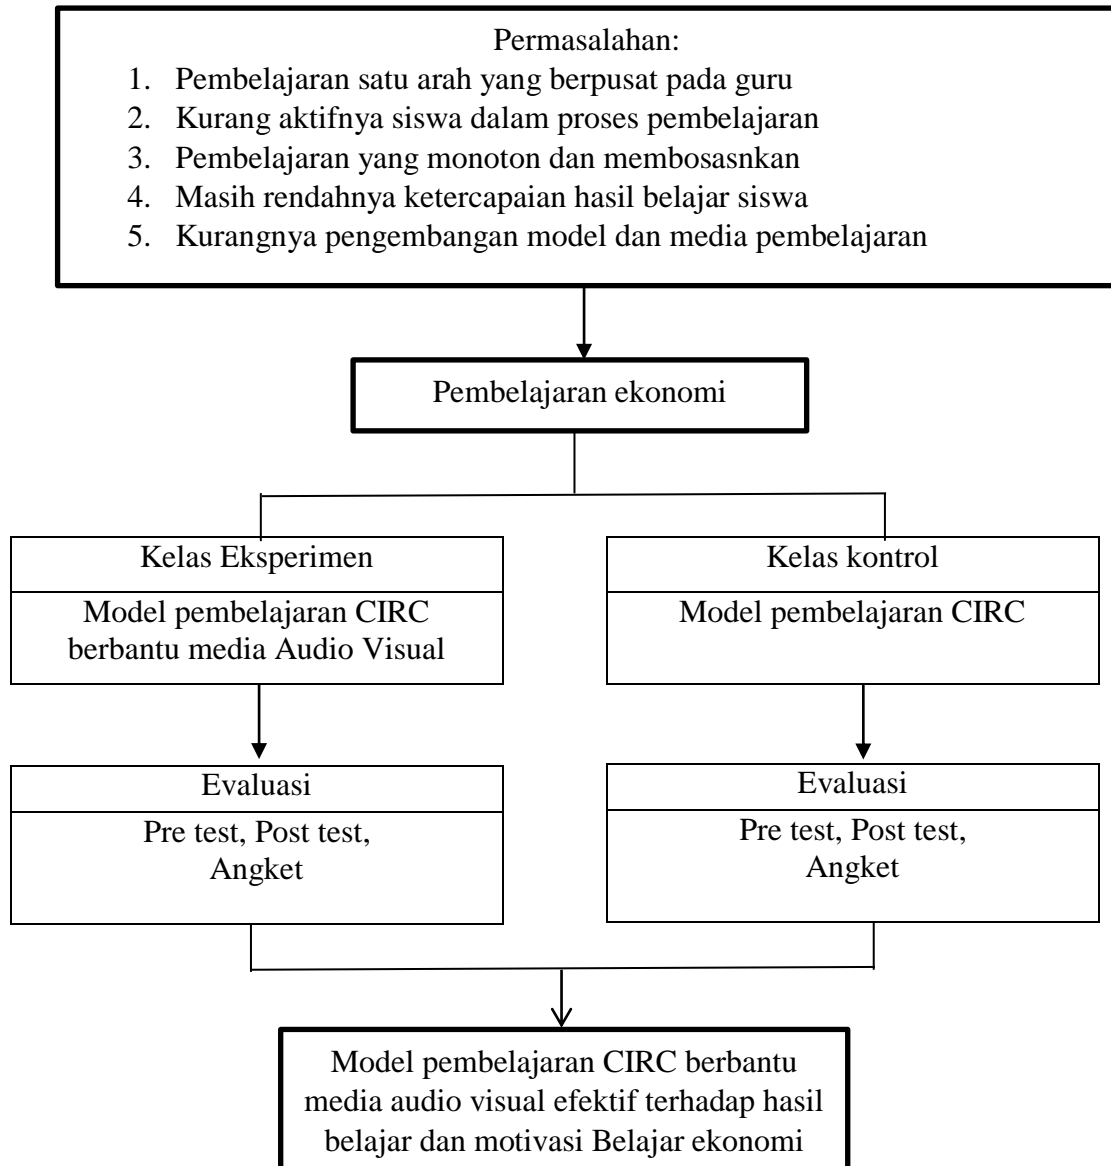 Permasalahan:
1. Pembelajaran satu arah yang berpusat pada guru
2. Kurang aktifnya siswa dalam proses pembelajaran
3. Pembelajaran yang monoton dan membosasnkan
4. Masih rendahnya ketercapaian hasil belajar siswa
5. Kurangnya pengembangan model dan media pembelajaran
Pembelajaran ekonomi
Kelas Eksperimen
Model pembelajaran CIRC
berbantu media Audio Visual
Kelas kontrol
Model pembelajaran CIRC
Evaluasi
Pre test, Post test,
Angket
Evaluasi
Pre test, Post test,
Angket
Model pembelajaran CIRC berbantu
media audio visual efektif terhadap hasil
belajar dan motivasi Belajar ekonomi